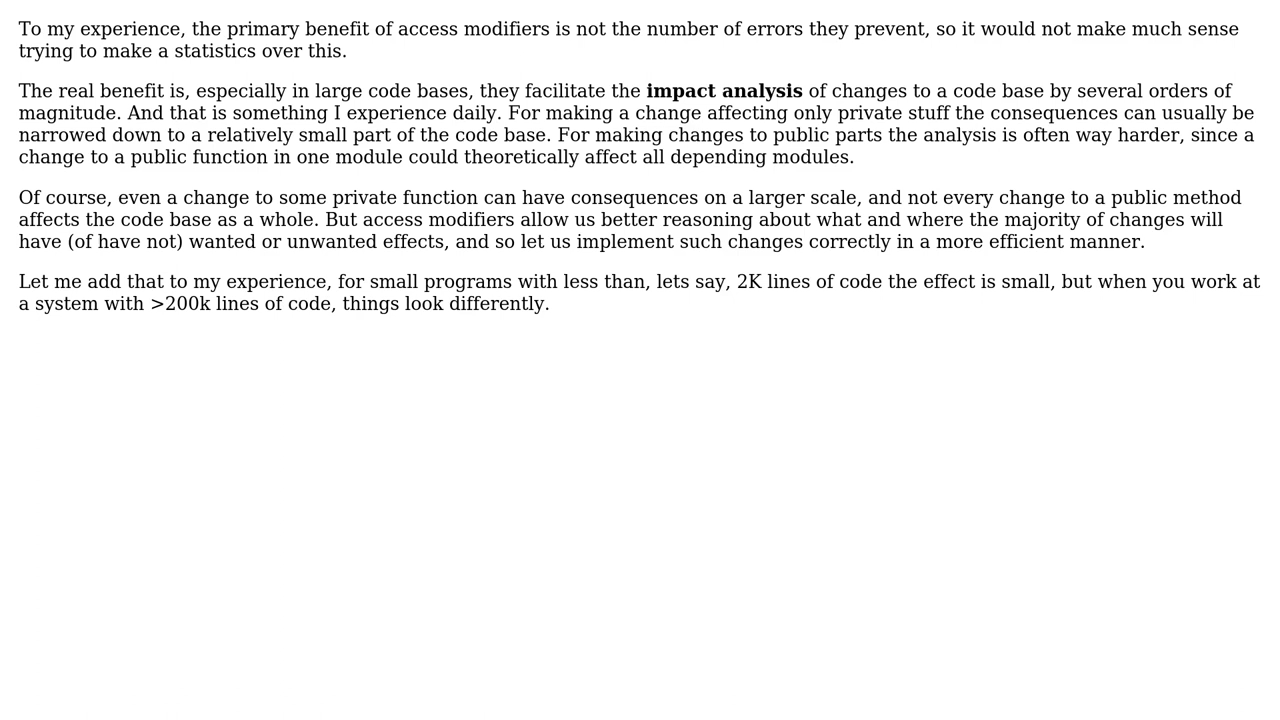 To my experience, the primary benefit of access modifiers is not the number of errors they prevent, so it would not make much sense
trying to make a statistics over this.
The real benefit is, especially in large code bases, they facilitate the impact analysis of changes to a code base by several orders of
magnitude. And that is something I experience daily. For making a change affecting only private stuff the consequences can usually be
narrowed down to a relatively small part of the code base. For making changes to public parts the analysis is often way harder, since a
change to a public function in one module could theoretically affect all depending modules.
Of course, even a change to some private function can have consequences on a larger scale, and not every change to a public method
affects the code base as a whole. But access modifiers allow us better reasoning about what and where the majority of changes will
have (of have not) wanted or unwanted effects, and so let us implement such changes correctly in a more efficient manner.
Let me add that to my experience, for small programs with less than, lets say, 2K lines of code the effect is small, but when you work at
a system with >200k lines of code, things look differently.